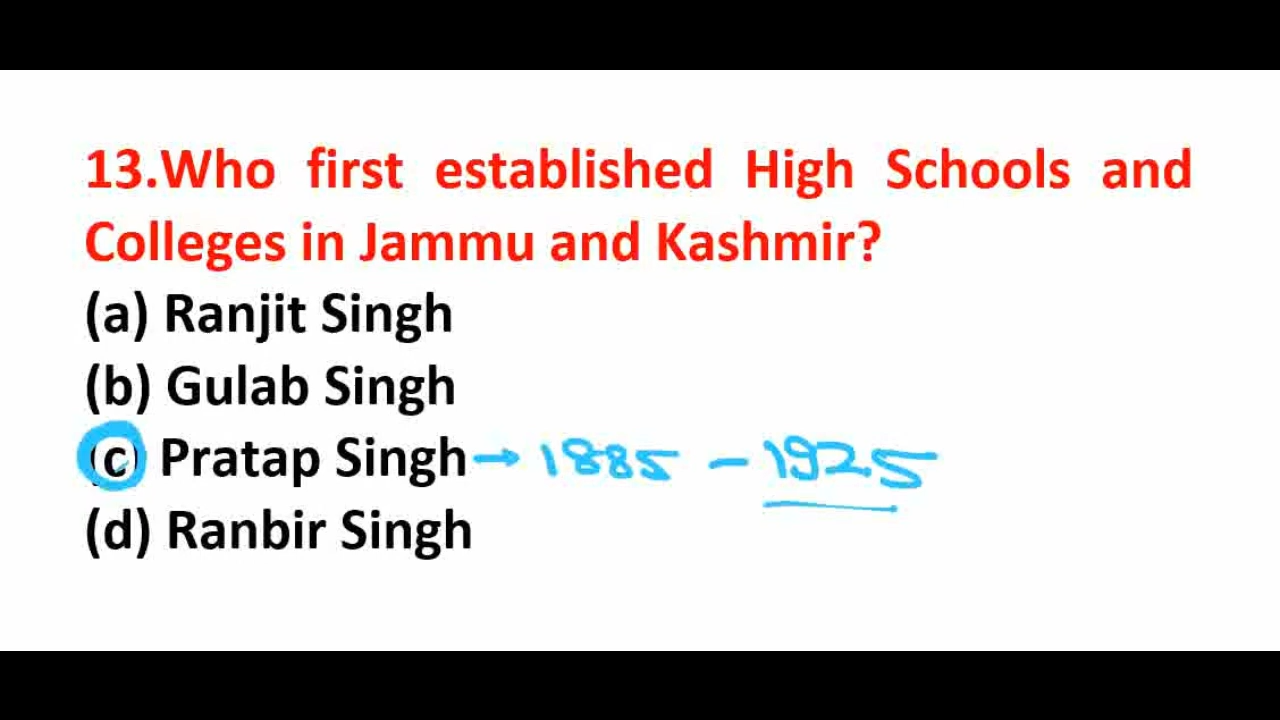 13.Who first established High Schools and
Colleges in Jammu and Kashmir?
(a) Ranjit Singh
(b) Gulab Singh
(c) Pratap Singh → 1885 - 1925
(d) Ranbir Singh